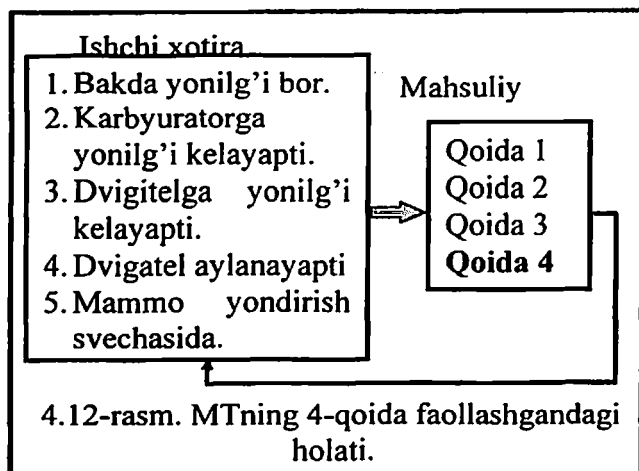 Ishchi xotira
1. Bakda yonilg'i bor.
2. Karbyuratorga
yonilg'i kelayapti.
3. Dvigitelga yonilg'i
kelayapti.
4. Dvigatel aylanayapti
5. Mammo yondirish
svechasida.
Mahsuliy
Qoida 1
Qoida 2
Qoida 3
Qoida 4
4.12-rasm. MTning 4-qoida faollashgandagi
holati.